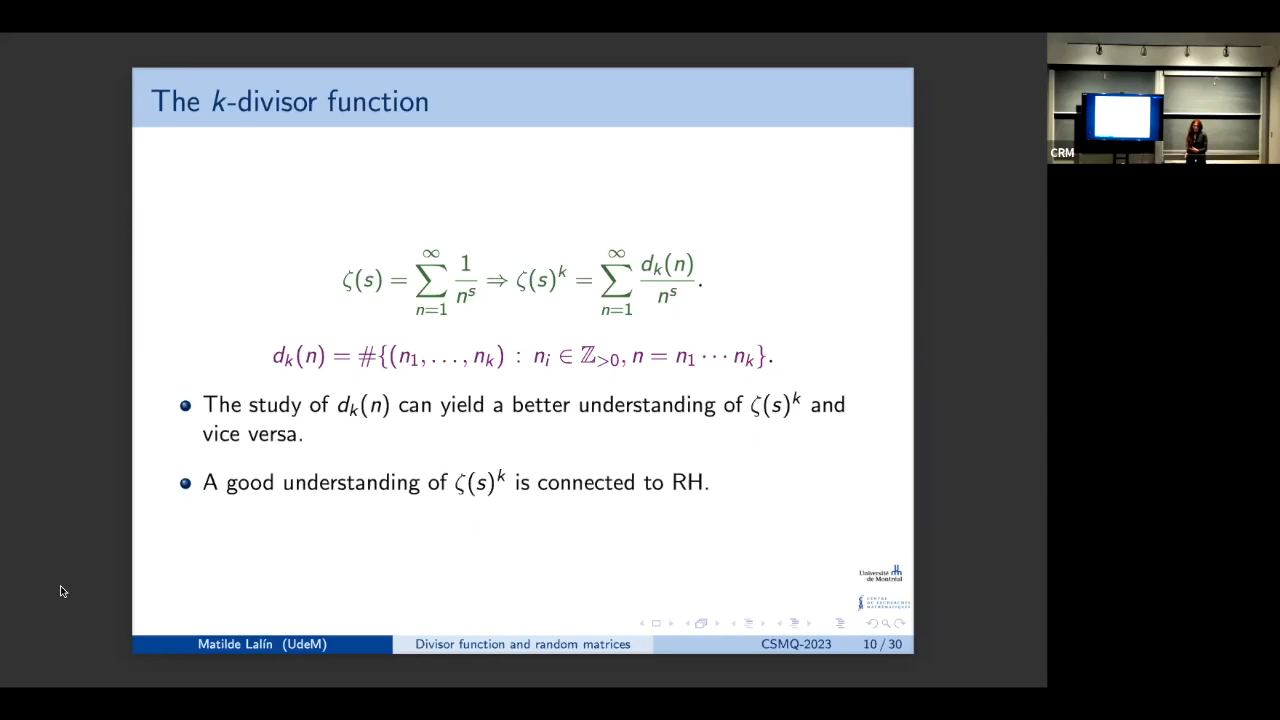 The k-divisor function
ζ(s) = ∑_{n=1}^{∞} 1/n^s ⇒ ζ(s)^k = ∑_{n=1}^{∞} d_k(n)/n^s.
d_k(n) = #{(n_1, …, n_k) : n_i ∈ ℤ_{>0}, n = n_1 ⋯ n_k}.
The study of d_k(n) can yield a better understanding of ζ(s)^k and
vice versa.
A good understanding of ζ(s)^k is connected to RH.
Université
de Montréal
CENTRE
DE RECHERCHES
MATHÉMATIQUES
Matilde Lalín (UdeM) Divisor function and random matrices CSMQ-2023 10 / 30
CRM